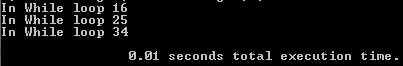 In While loop 16
In While loop 25
In While loop 34
0.01 seconds total execution time.